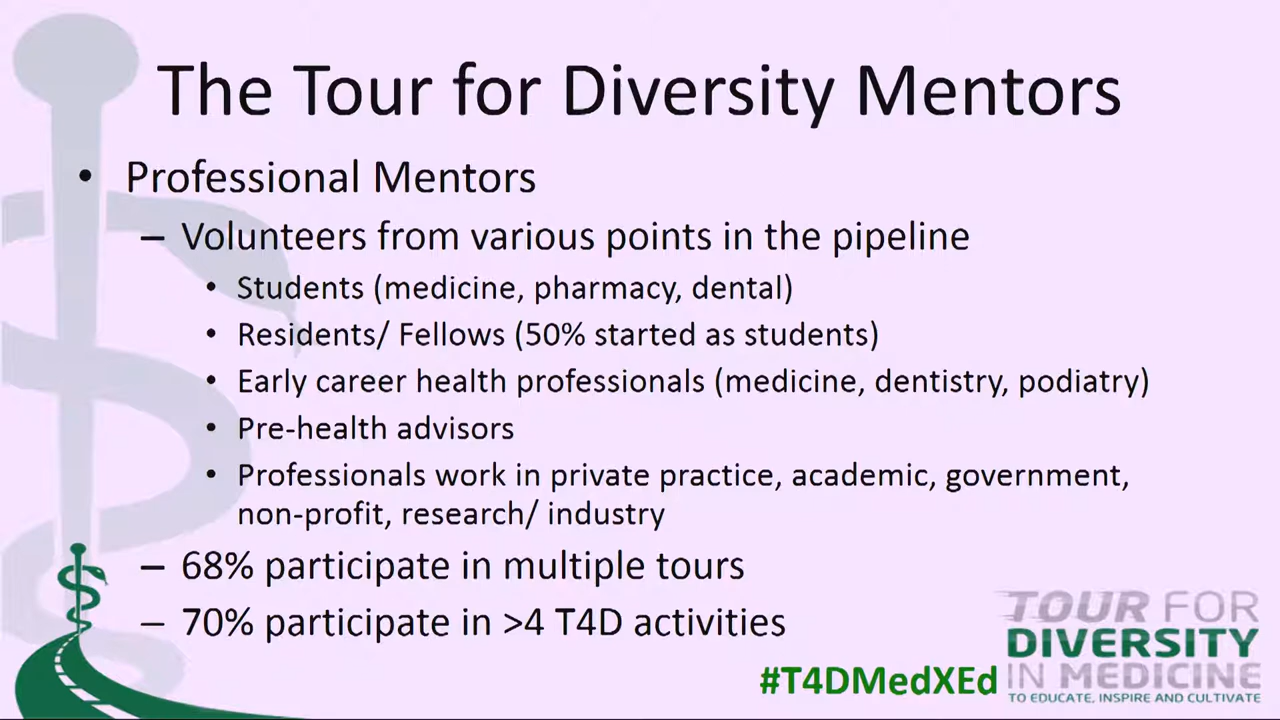 The Tour for Diversity Mentors
• Professional Mentors
– Volunteers from various points in the pipeline
• Students (medicine, pharmacy, dental)
• Residents/ Fellows (50% started as students)
• Early career health professionals (medicine, dentistry, podiatry)
• Pre-health advisors
• Professionals work in private practice, academic, government,
non-profit, research/ industry
– 68% participate in multiple tours
– 70% participate in >4 T4D activities
#T4DMedXEd
TOUR FOR
DIVERSITY
IN MEDICINE
TO EDUCATE, INSPIRE AND CULTIVATE